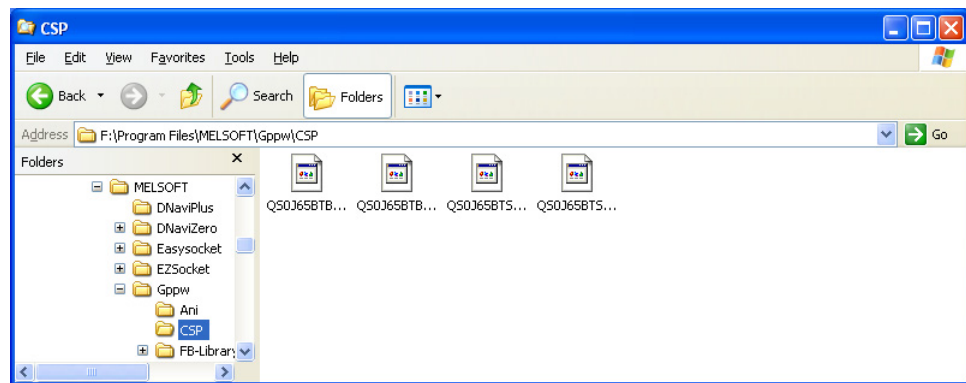 CSP
File Edit View Favorites Tools Help
Back Search Folders
Address F:\Program Files\MELSOFT\Gppw\CSP Go
Folders
MELSOFT
DNaviPlus
DNaviZero
Easysocket
EZSocket
Gppw
Ani
CSP
FB-Library
QS0J65BTB... QS0J65BTB... QS0J65BTS... QS0J65BTS...